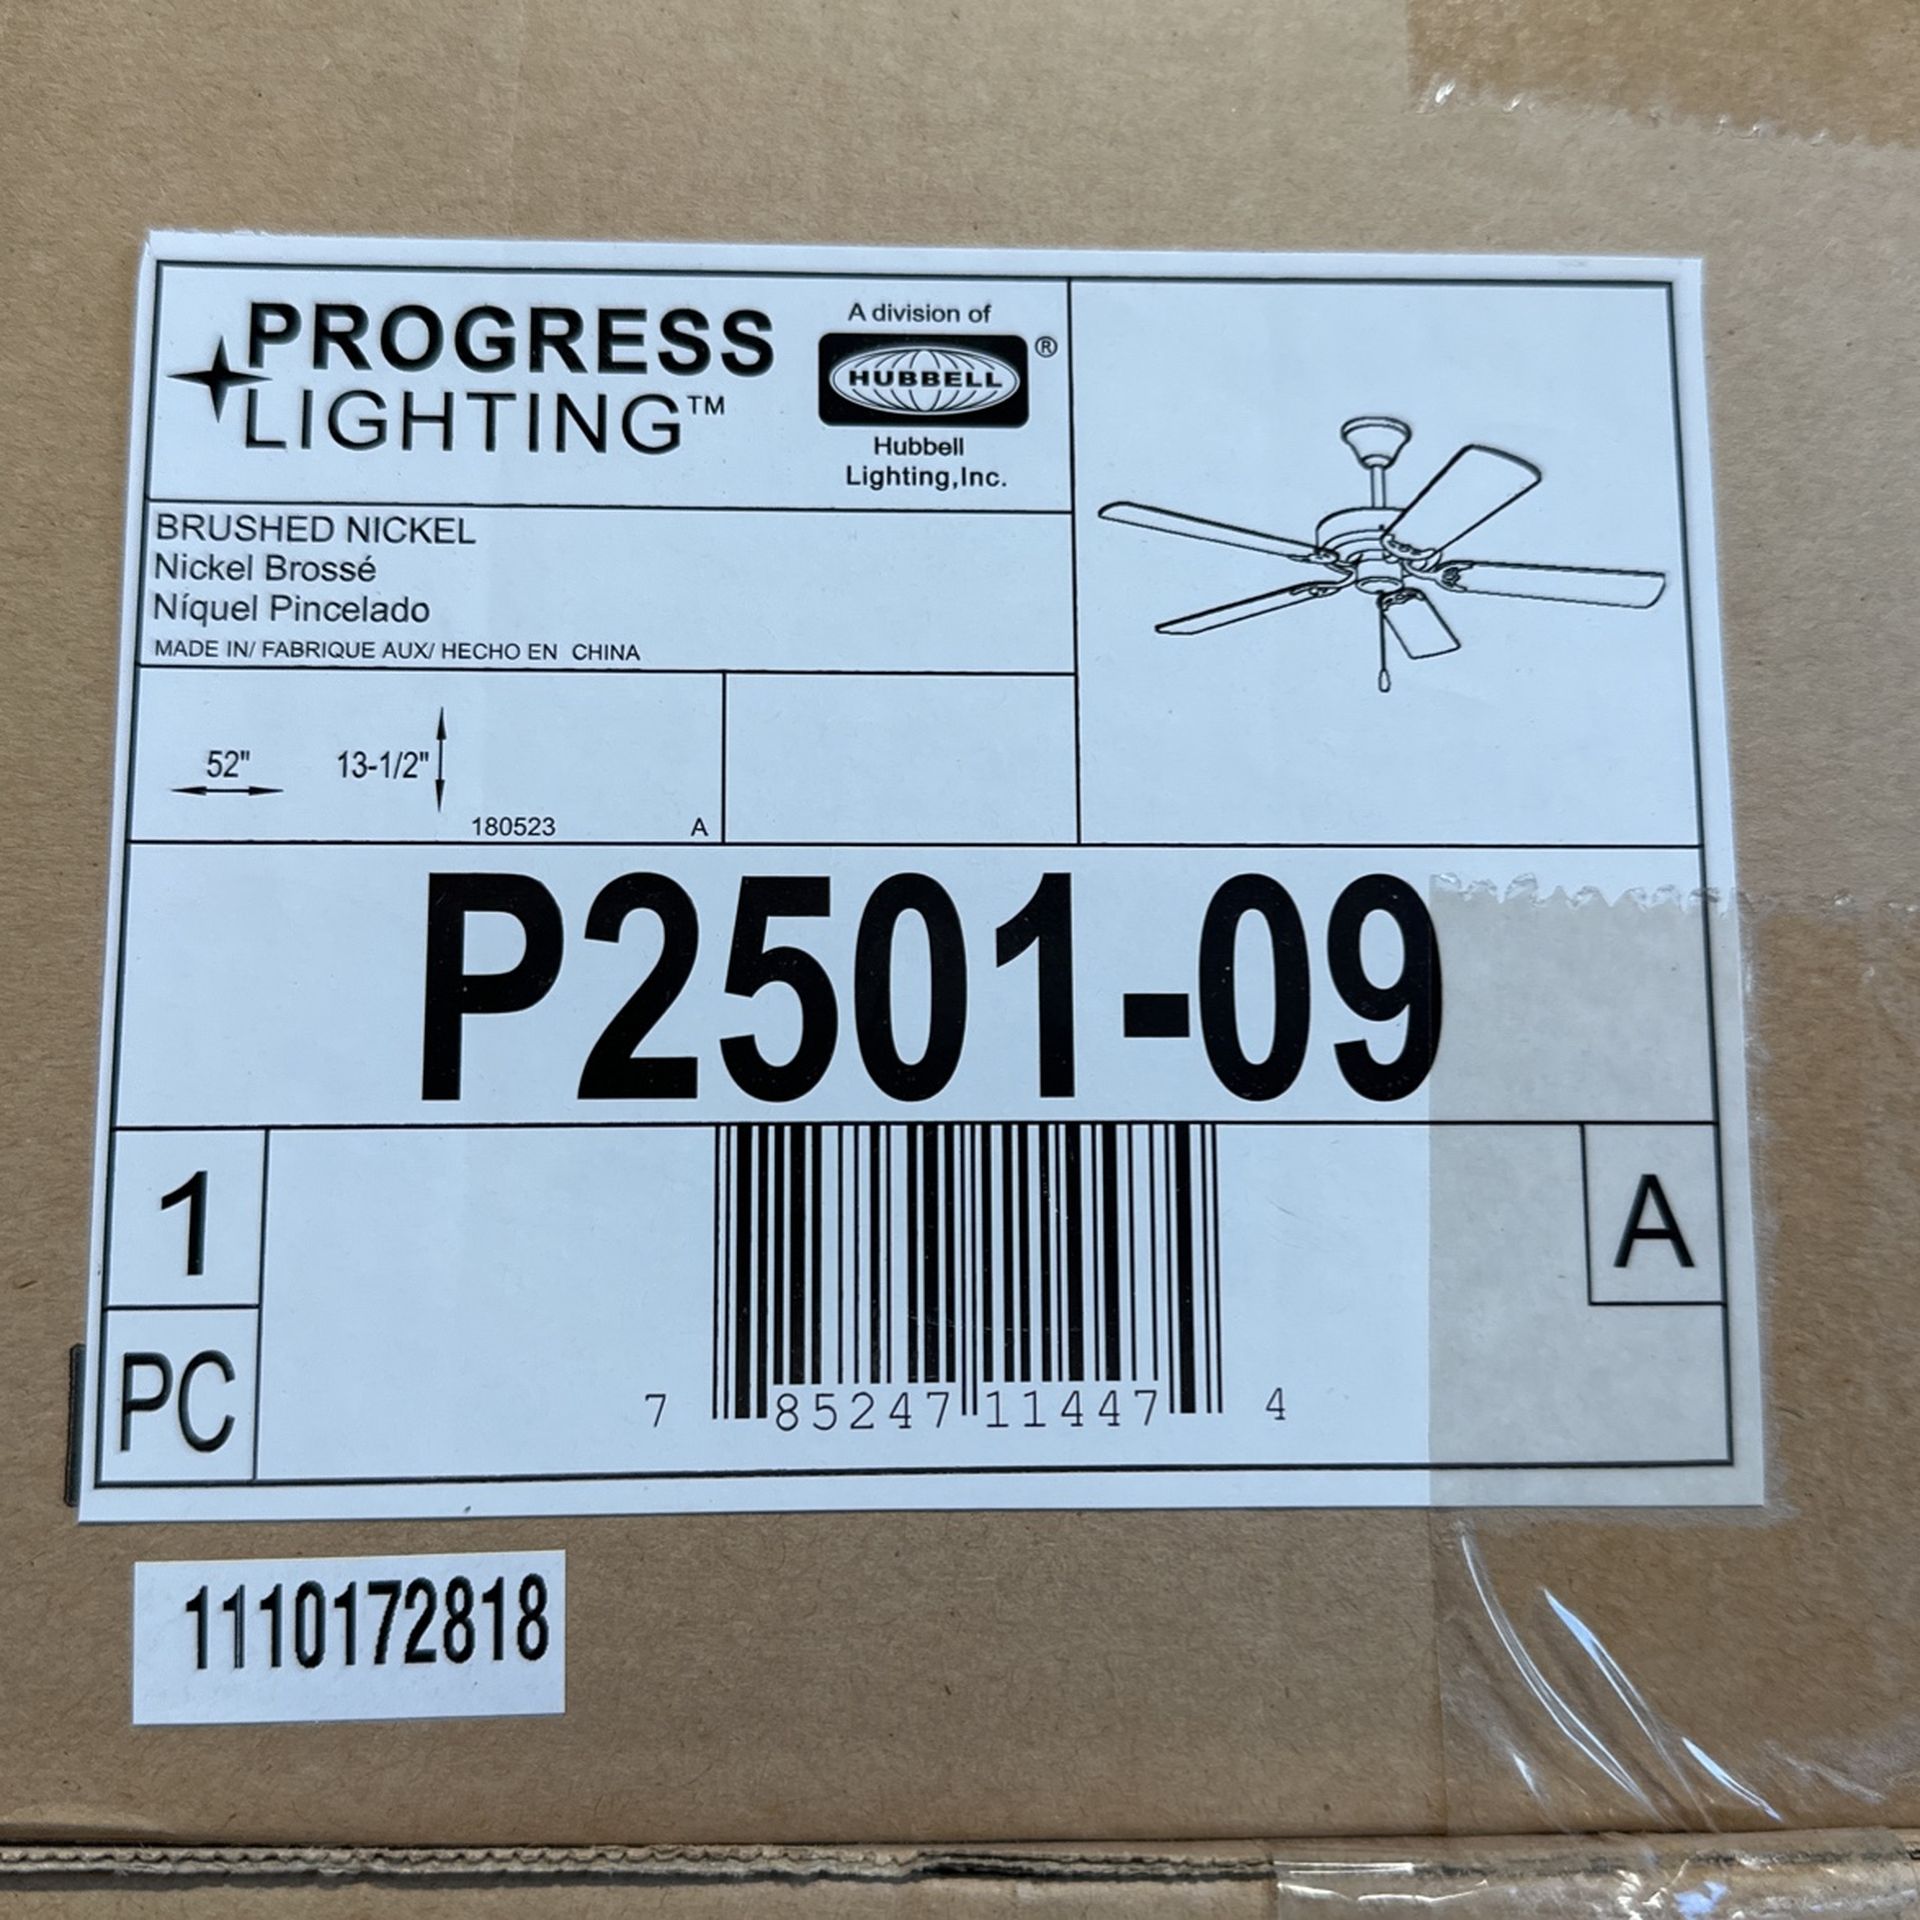 PROGRESS
LIGHTING™
A division of
HUBBELL®
Hubbell
Lighting,Inc.
BRUSHED NICKEL
Nickel Brossé
Níquel Pincelado
MADE IN/ FABRIQUE AUX/ HECHO EN CHINA
52" 13-1/2"
180523 A
P2501-09
1
PC
A
7 85247 11447 4
1110172818